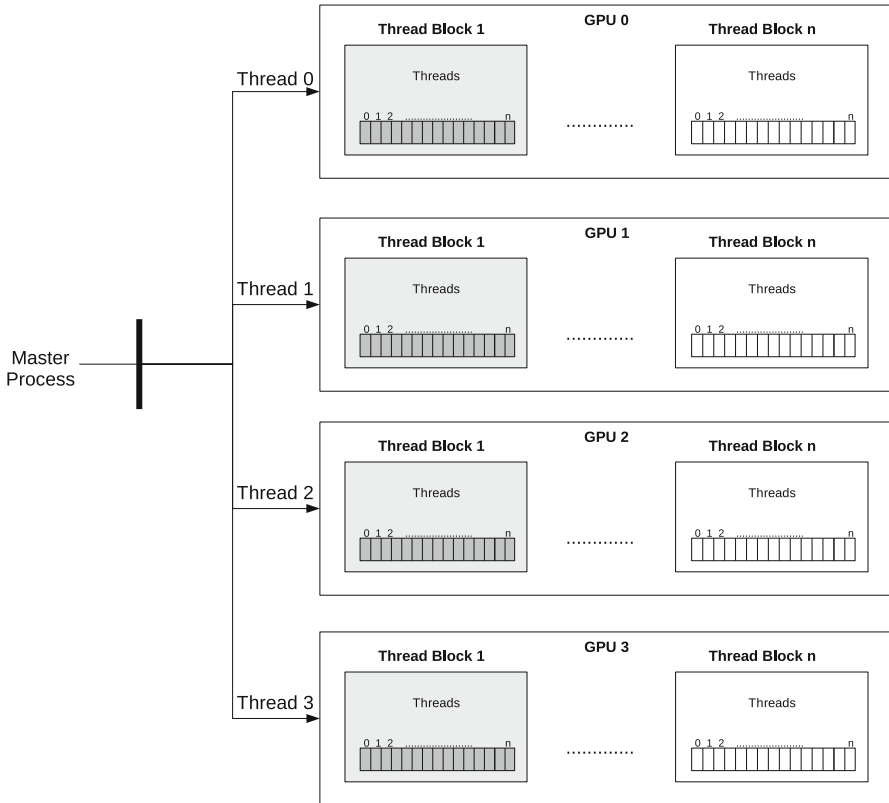 Master
Process
Thread 0
GPU 0
Thread Block 1
Thread Block n
Threads
Threads
0 1 2 ........................ n
.............
0 1 2 ........................ n
Thread 1
GPU 1
Thread Block 1
Thread Block n
Threads
Threads
0 1 2 ........................ n
.............
0 1 2 ........................ n
Thread 2
GPU 2
Thread Block 1
Thread Block n
Threads
Threads
0 1 2 ........................ n
.............
0 1 2 ........................ n
Thread 3
GPU 3
Thread Block 1
Thread Block n
Threads
Threads
0 1 2 ........................ n
.............
0 1 2 ........................ n